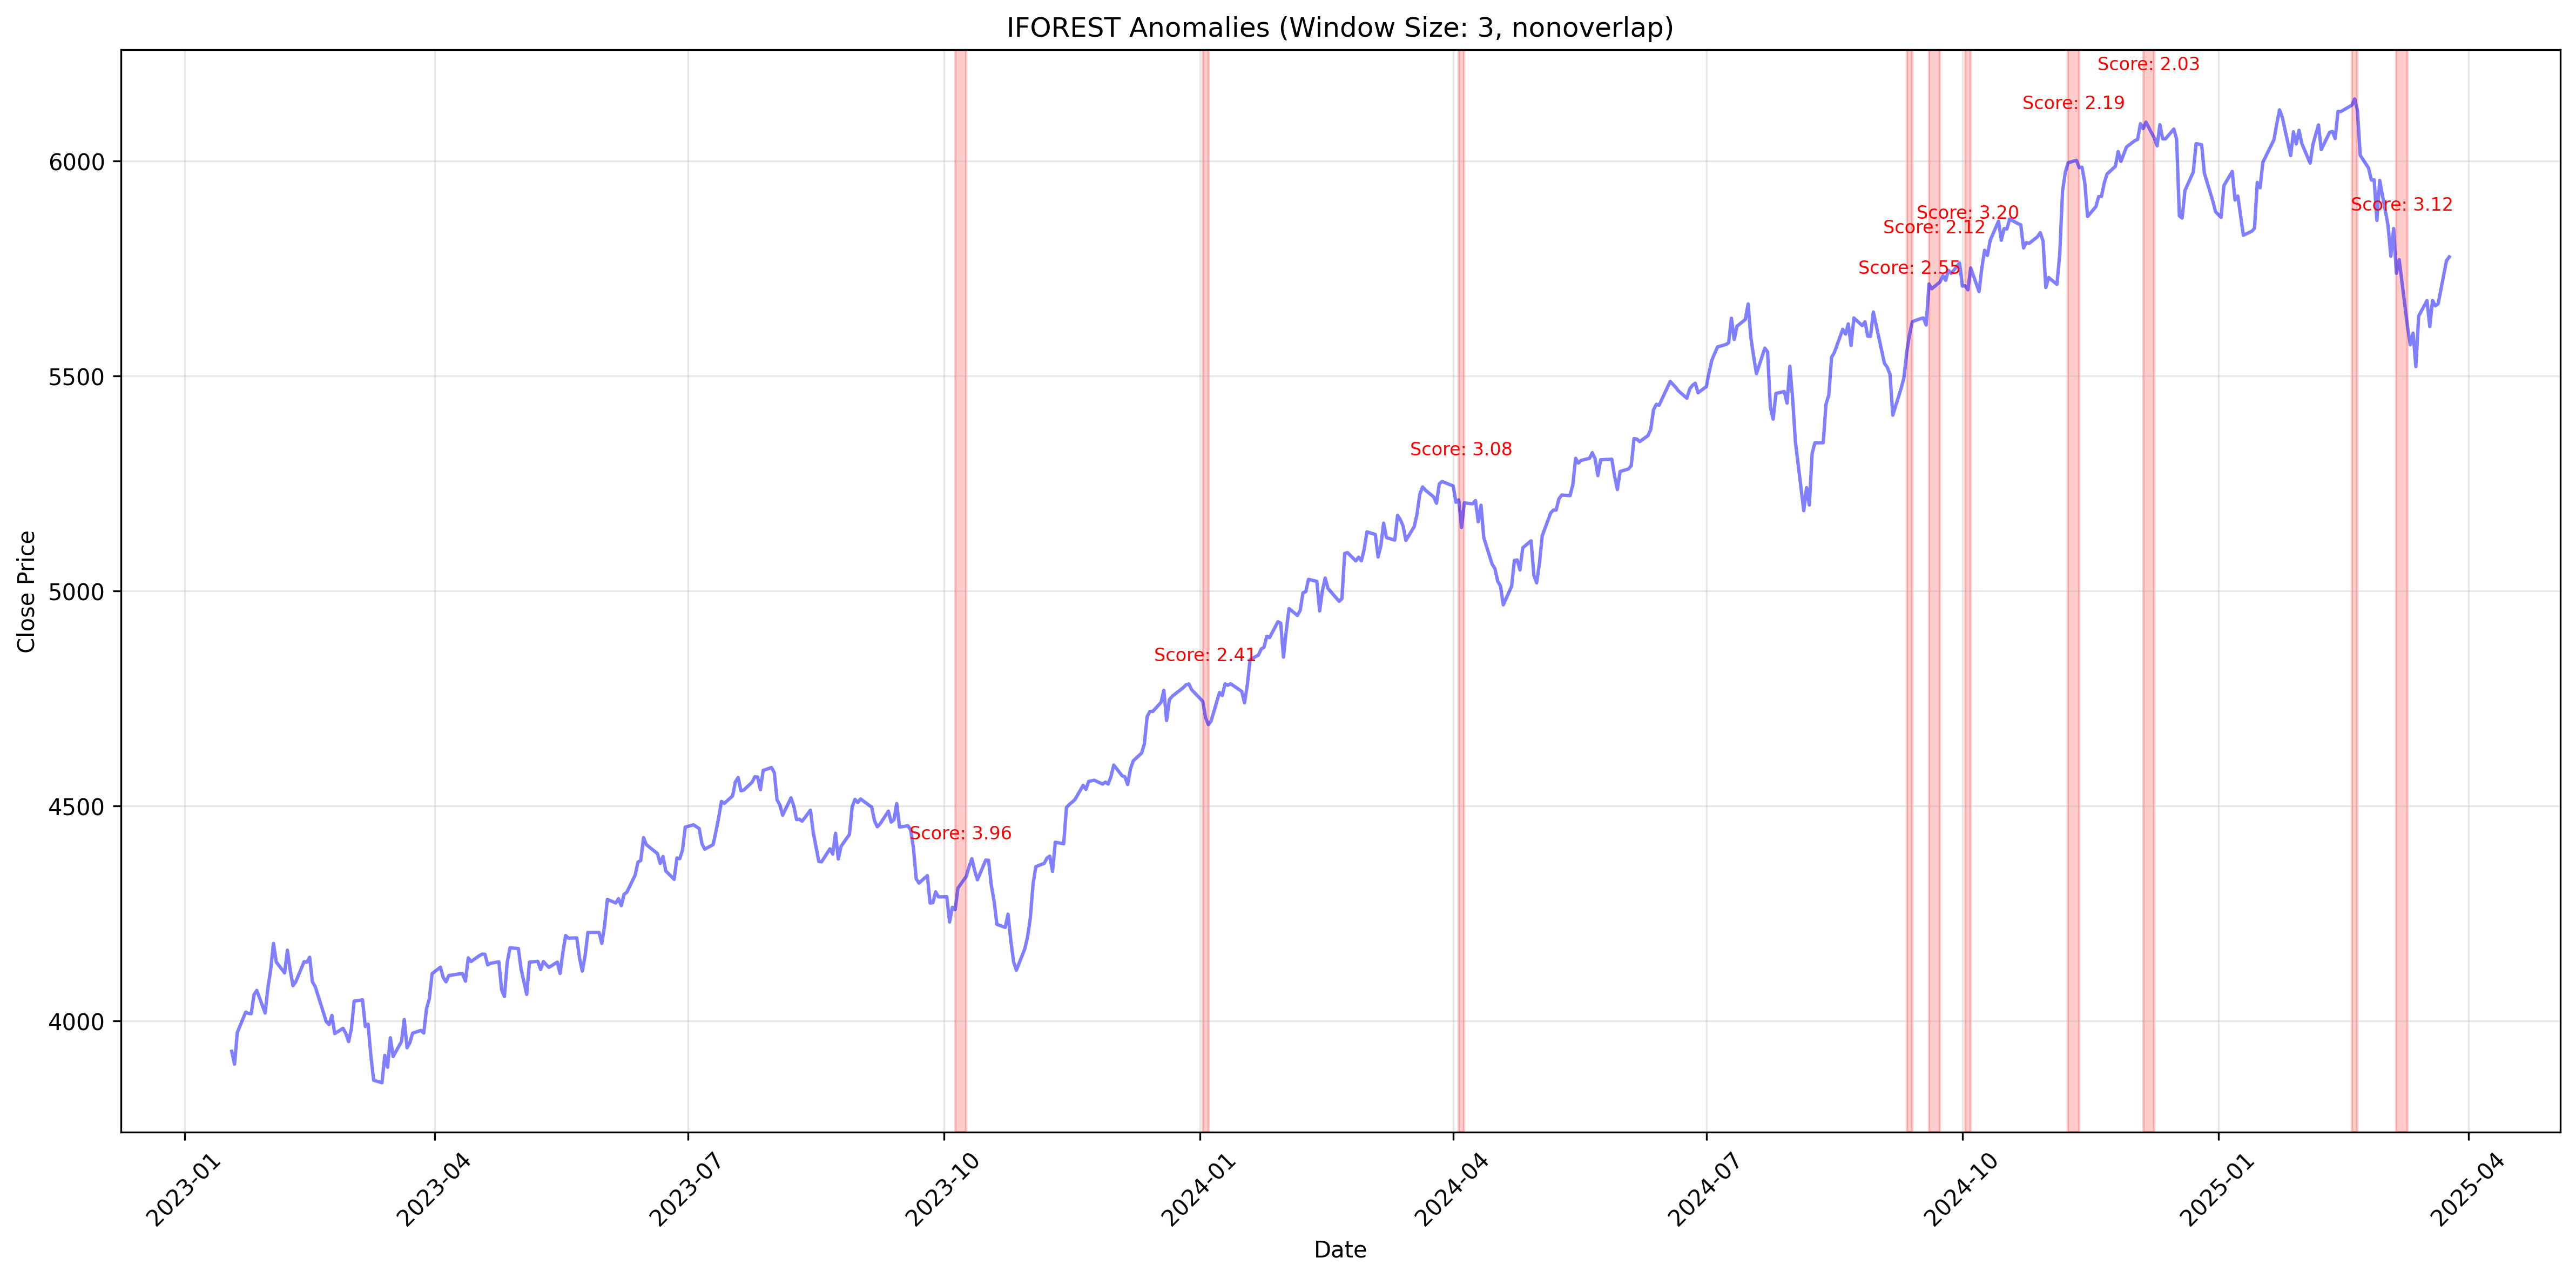 IFOREST Anomalies (Window Size: 3, nonoverlap)
Score: 2.03
Score: 2.19
6000
Score: 3.12
Score: 3.20
Score: 2.12
Score: 2.55
5500
Score: 3.08
5000
Score: 2.41
4500
Score: 3.96
4000
Close Price
2023-01
2023-04
2023-07
2023-10
2024-01
2024-04
2024-07
2024-10
2025-01
2025-04
Date